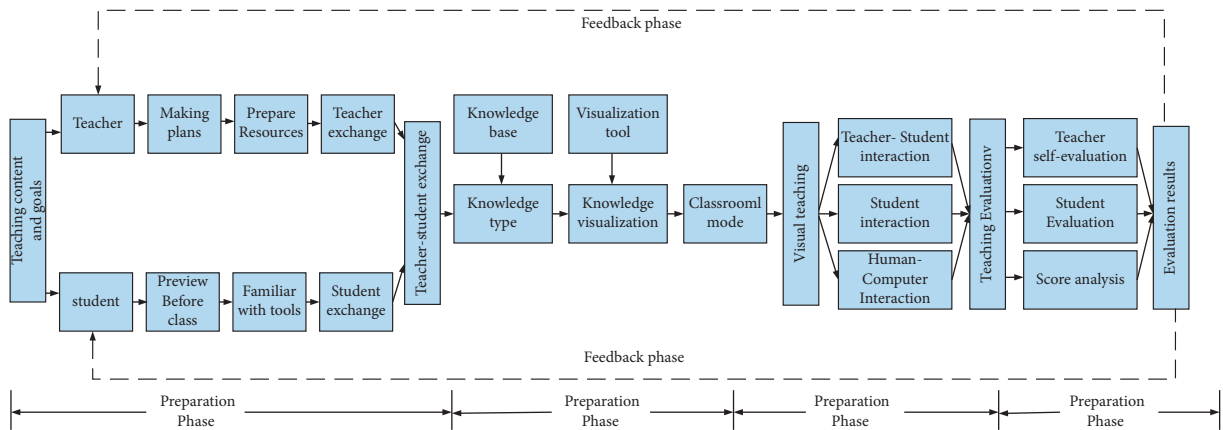 Feedback phase
Teaching content
and goals
Teacher
Making
plans
Prepare
Resources
Teacher
exchange
student
Preview
Before
class
Familiar
with tools
Student
exchange
Teacher-student exchange
Knowledge
base
Visualization
tool
Knowledge
type
Knowledge
visualization
Classrooml
mode
Visual teaching
Teacher- Student
interaction
Student
interaction
Human-
Computer
Interaction
Teaching Evaluationv
Teacher
self-evaluation
Student
Evaluation
Score analysis
Evaluation results
Feedback phase
Preparation
Phase
Preparation
Phase
Preparation
Phase
Preparation
Phase